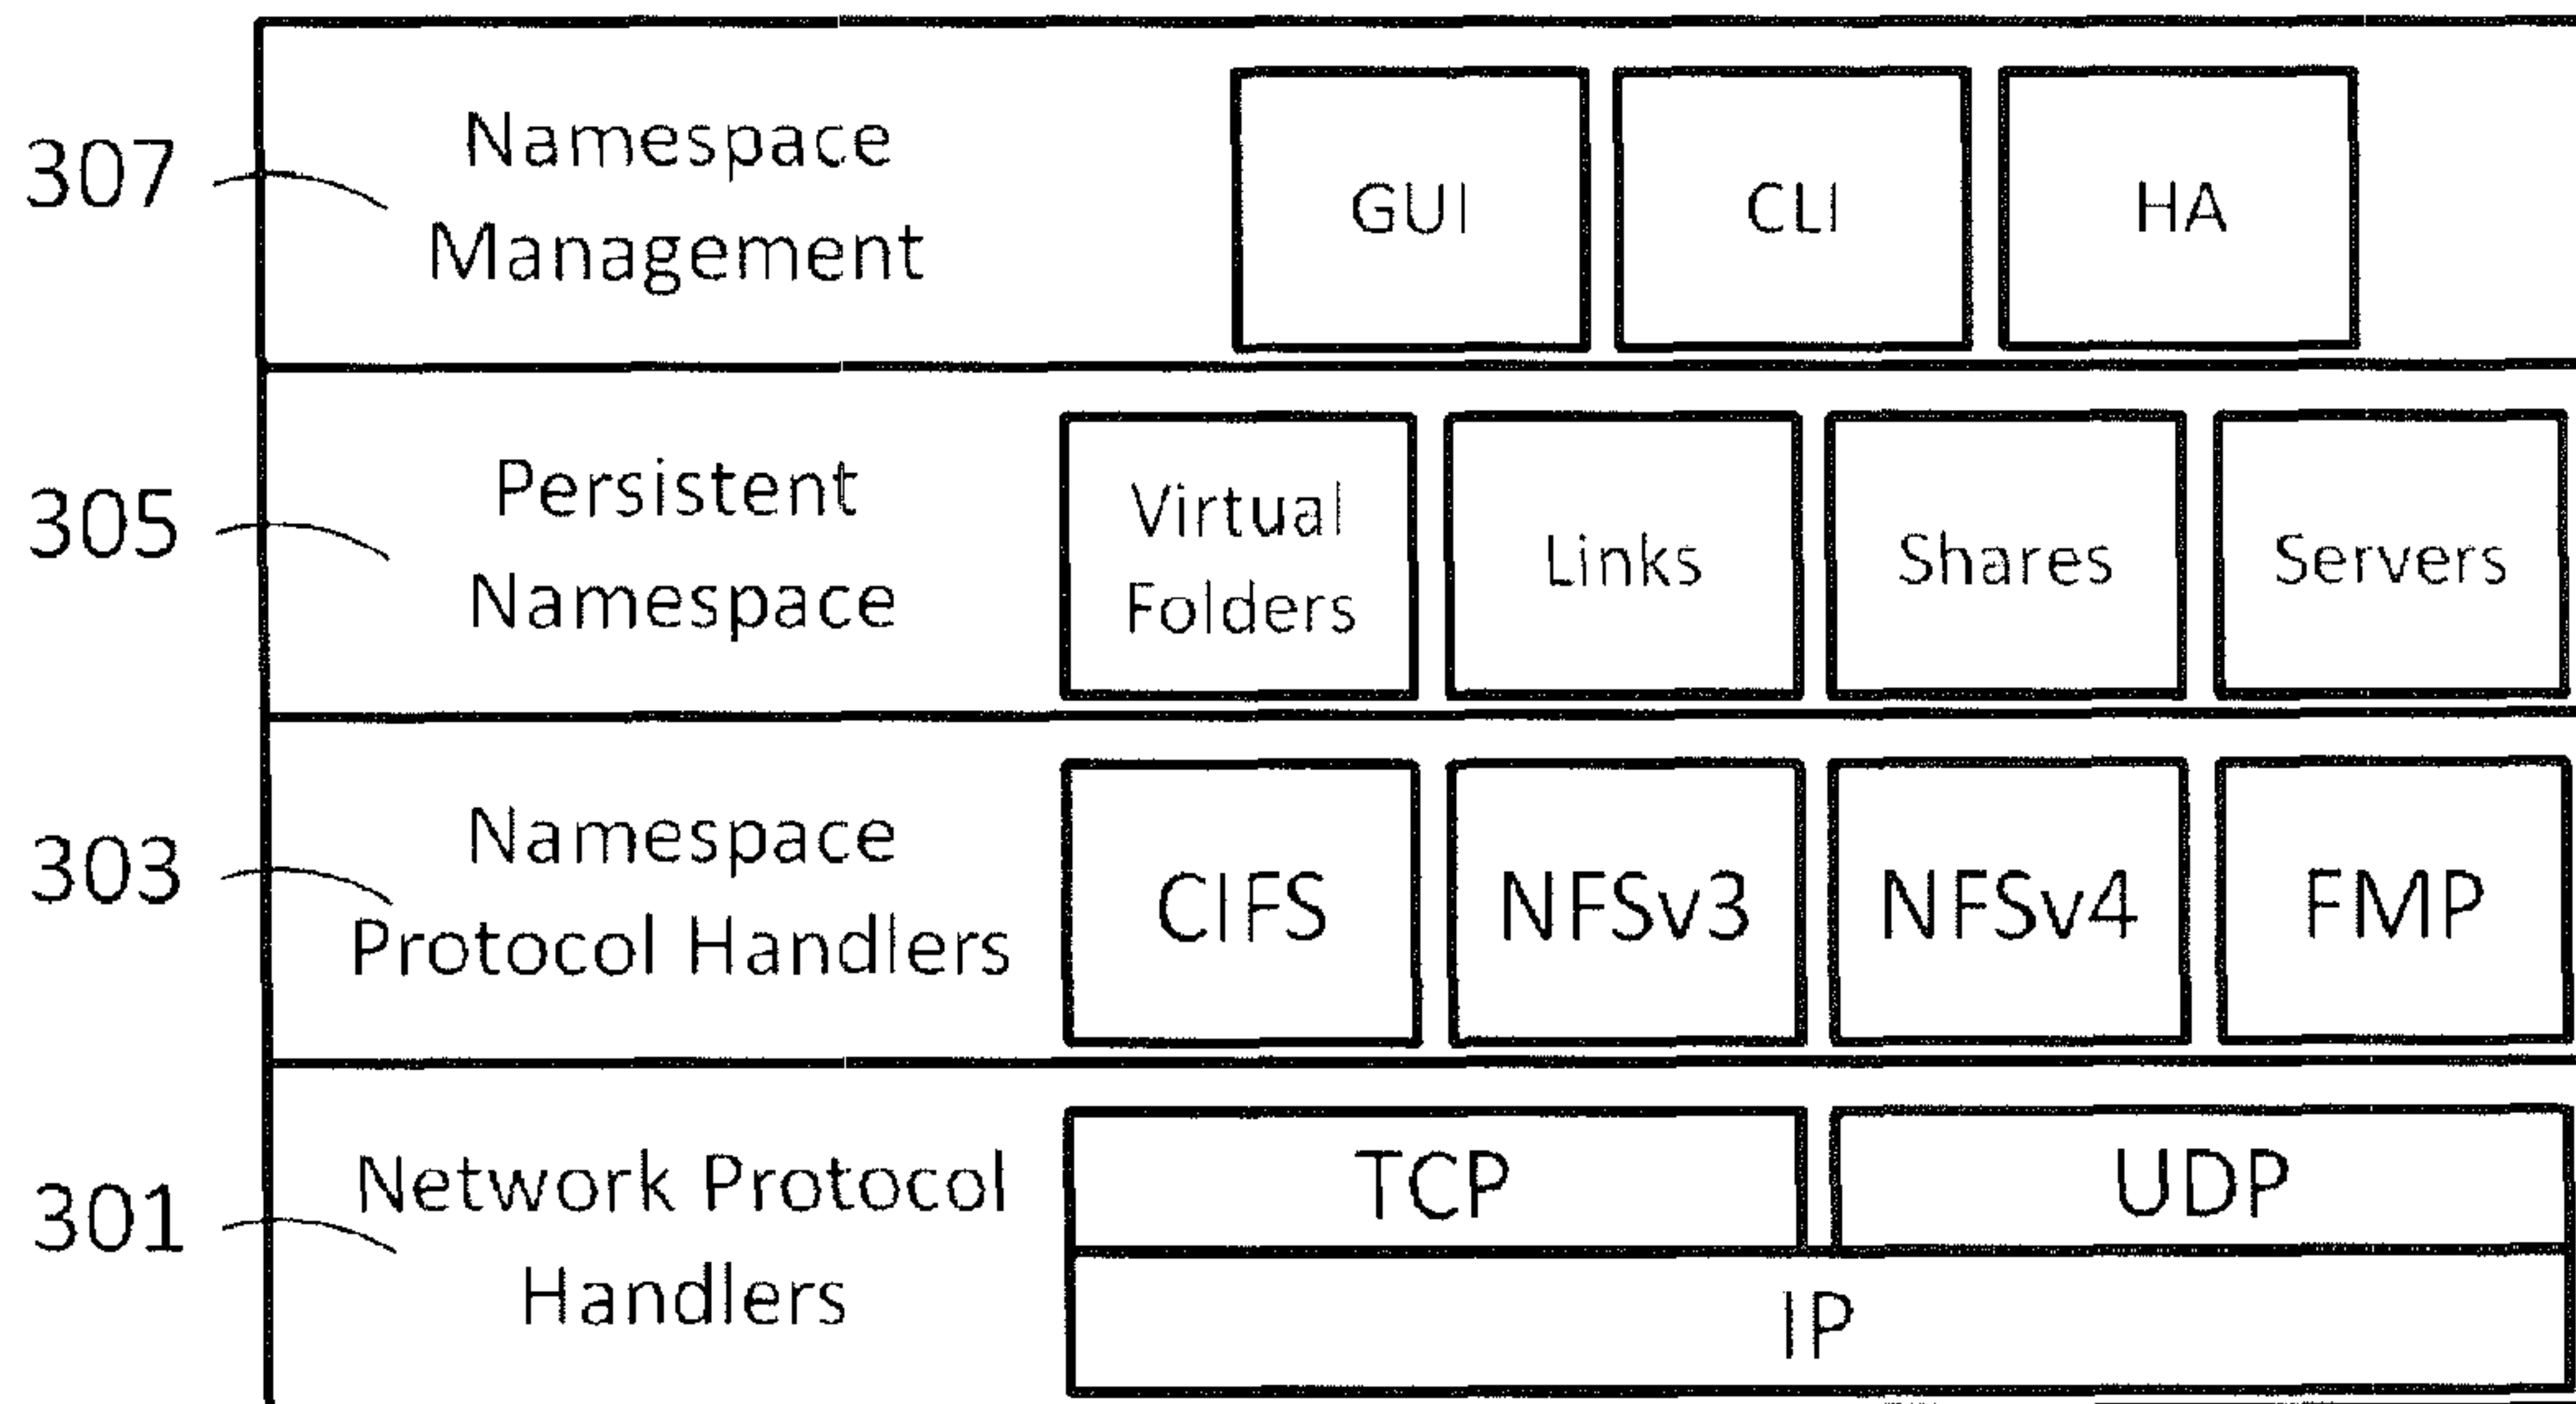 307
Namespace
Management
GUI
CLI
HA
305
Persistent
Namespace
Virtual
Folders
Links
Shares
Servers
303
Namespace
Protocol Handlers
CIFS
NFSv3
NFSv4
FMP
301
Network Protocol
Handlers
TCP
UDP
IP